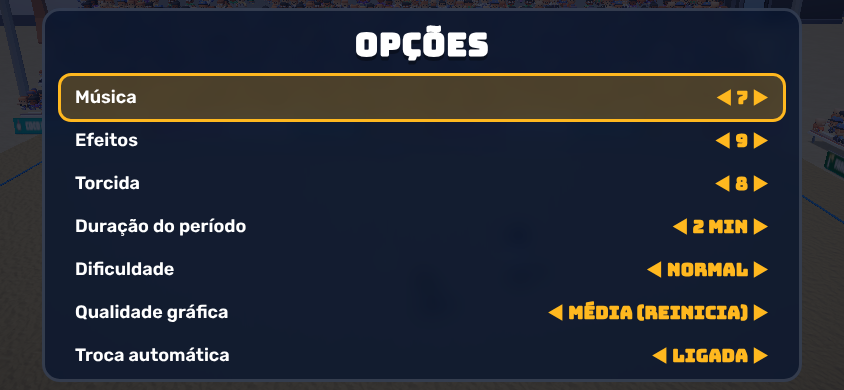 OPÇÕES
Música ◀ 7 ▶
Efeitos ◀ 9 ▶
Torcida ◀ 8 ▶
Duração do período ◀ 2 MIN ▶
Dificuldade ◀ NORMAL ▶
Qualidade gráfica ◀ MÉDIA (REINICIA) ▶
Troca automática ◀ LIGADA ▶